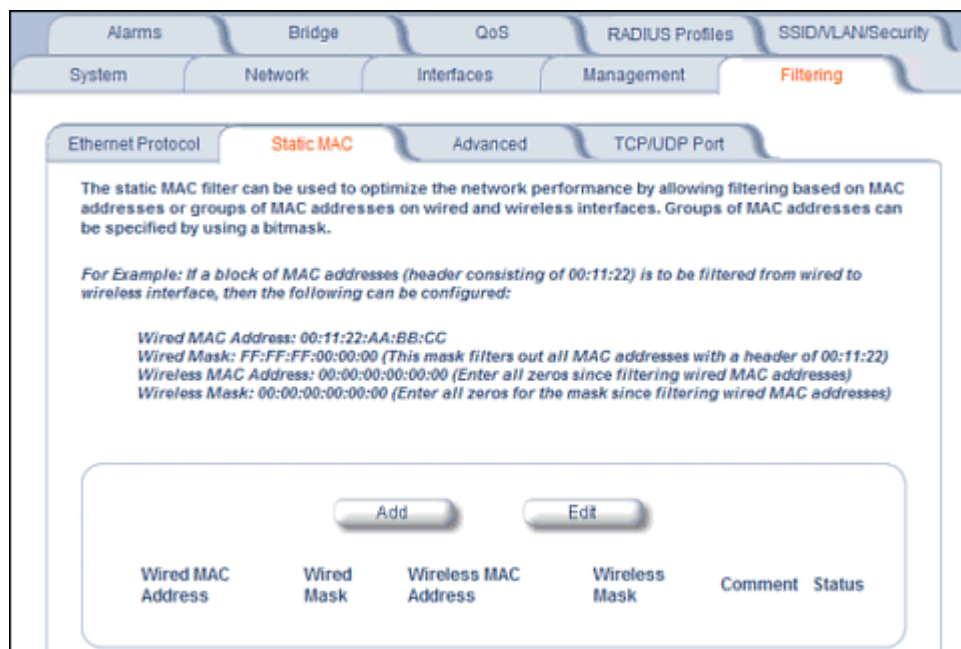 Alarms Bridge QoS RADIUS Profiles SSID/VLAN/Security
System Network Interfaces Management Filtering
Ethernet Protocol Static MAC Advanced TCP/UDP Port
The static MAC filter can be used to optimize the network performance by allowing filtering based on MAC
addresses or groups of MAC addresses on wired and wireless interfaces. Groups of MAC addresses can
be specified by using a bitmask.
For Example: If a block of MAC addresses (header consisting of 00:11:22) is to be filtered from wired to
wireless interface, then the following can be configured:
Wired MAC Address: 00:11:22:AA:BB:CC
Wired Mask: FF:FF:FF:00:00:00 (This mask filters out all MAC addresses with a header of 00:11:22)
Wireless MAC Address: 00:00:00:00:00:00 (Enter all zeros since filtering wired MAC addresses)
Wireless Mask: 00:00:00:00:00:00 (Enter all zeros for the mask since filtering wired MAC addresses)
Add Edit
Wired MAC Wired Wireless MAC Wireless
Address Mask Address Mask Comment Status